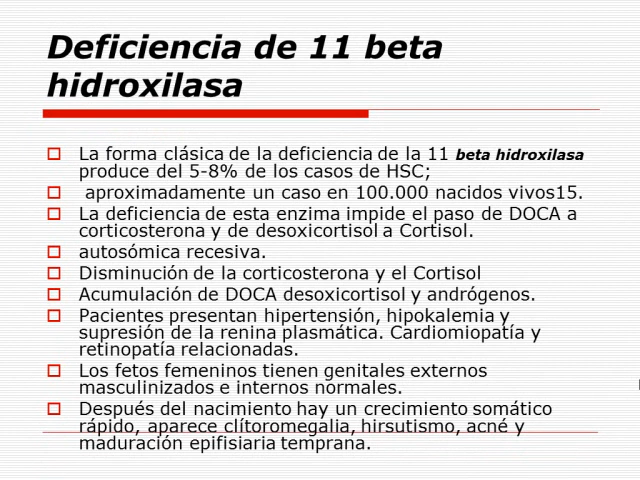 Deficiencia de 11 beta
hidroxilasa
La forma clásica de la deficiencia de la 11 beta hidroxilasa
produce del 5-8% de los casos de HSC;
aproximadamente un caso en 100.000 nacidos vivos15.
La deficiencia de esta enzima impide el paso de DOCA a
corticosterona y de desoxicortisol a Cortisol.
autosómica recesiva.
Disminución de la corticosterona y el Cortisol
Acumulación de DOCA desoxicortisol y andrógenos.
Pacientes presentan hipertensión, hipokalemia y
supresión de la renina plasmática. Cardiomiopatía y
retinopatía relacionadas.
Los fetos femeninos tienen genitales externos
masculinizados e internos normales.
Después del nacimiento hay un crecimiento somático
rápido, aparece clítoromegalia, hirsutismo, acné y
maduración epifisiaria temprana.